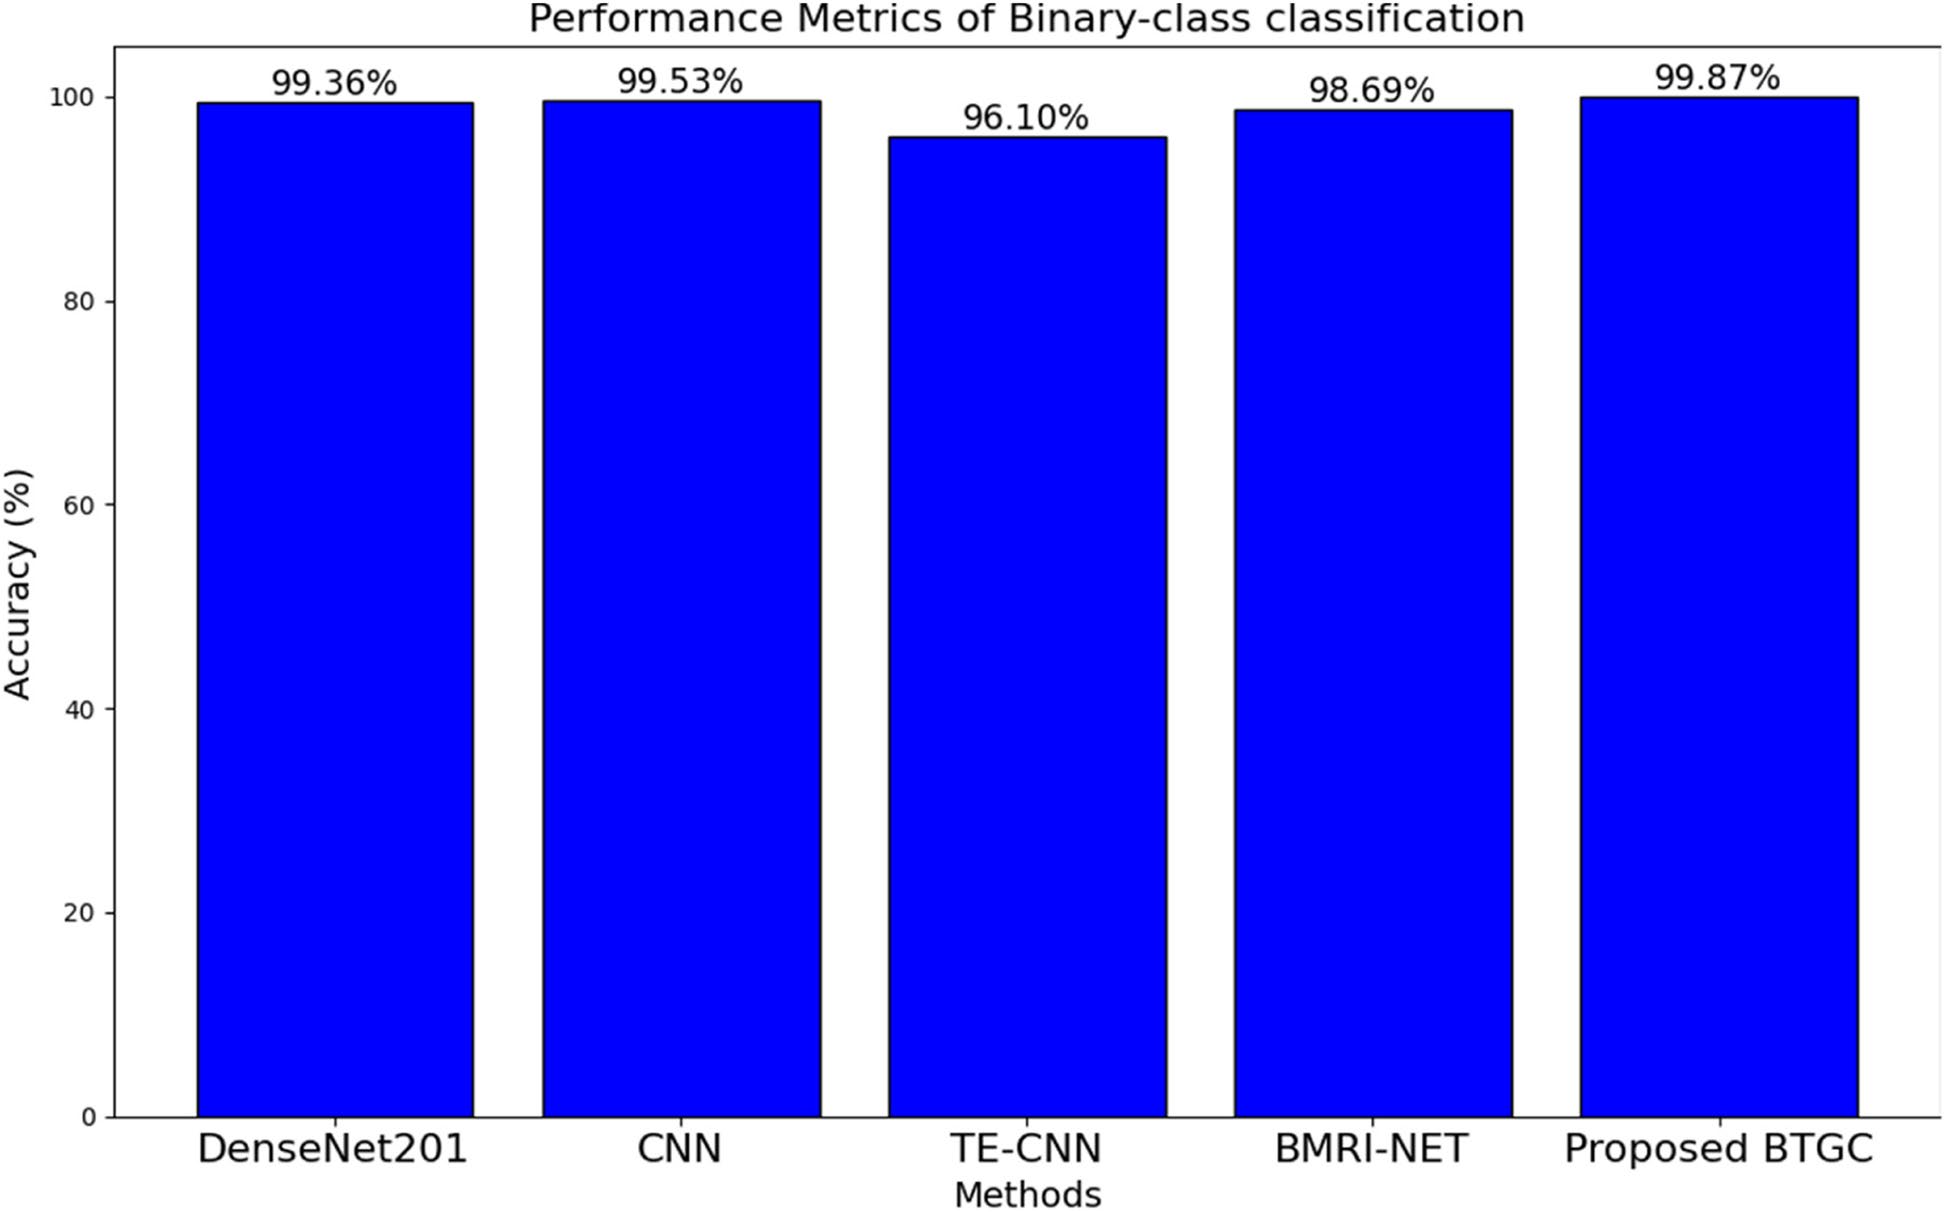 Performance Metrics of Binary-class classification
99.36%
99.53%
96.10%
98.69%
99.87%
100
80
60
40
20
0
Accuracy (%)
DenseNet201 CNN TE-CNN BMRI-NET Proposed BTGC
Methods